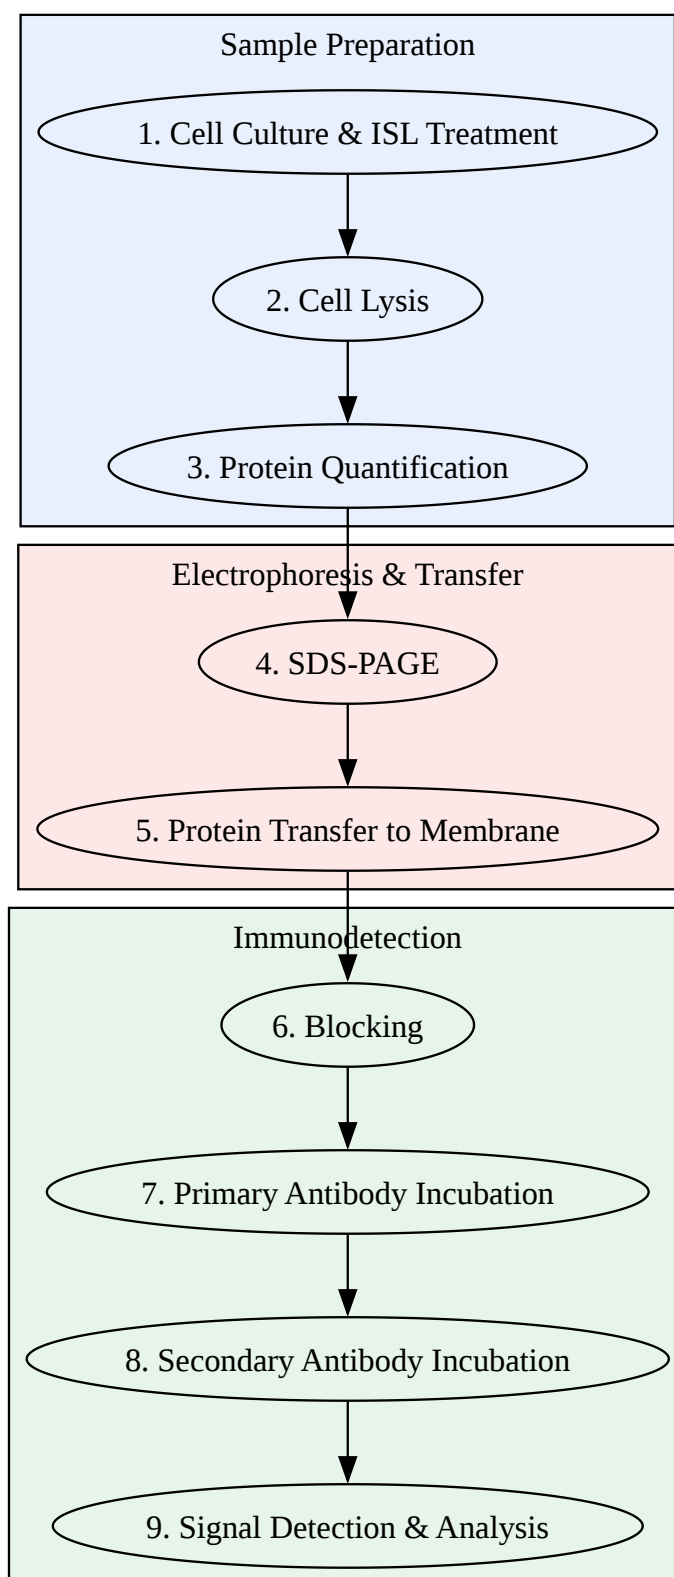 Sample Preparation
1. Cell Culture & ISL Treatment
2. Cell Lysis
3. Protein Quantification
Electrophoresis & Transfer
4. SDS-PAGE
5. Protein Transfer to Membrane
Immunodetection
6. Blocking
7. Primary Antibody Incubation
8. Secondary Antibody Incubation
9. Signal Detection & Analysis